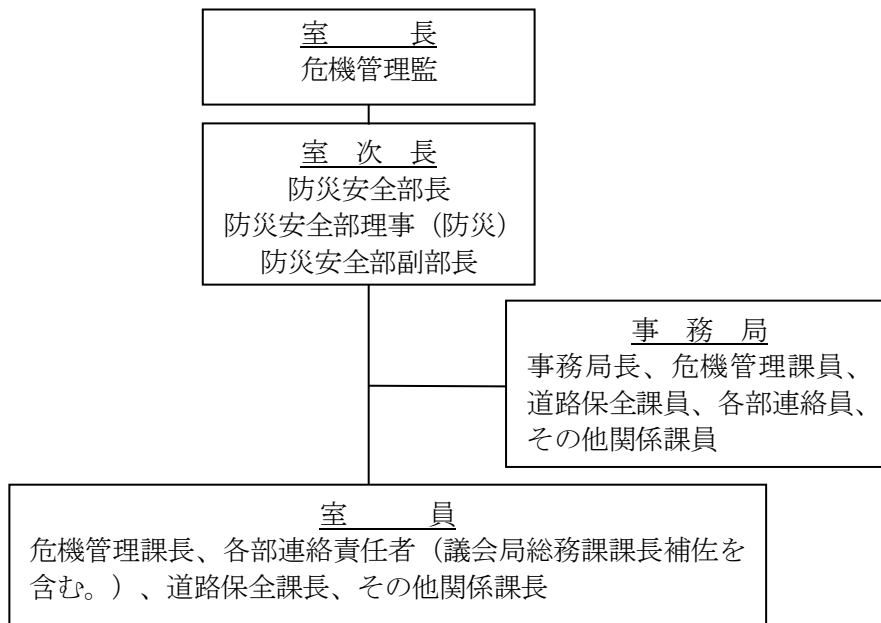 室　　　長
危機管理監
室　次　長
防災安全部長
防災安全部理事（防災）
防災安全部副部長
事　務　局
事務局長、危機管理課員、
道路保全課員、各部連絡員、
その他関係課員
室　　　員
危機管理課長、各部連絡責任者（議会局総務課課長補佐を
含む。）、道路保全課長、その他関係課長